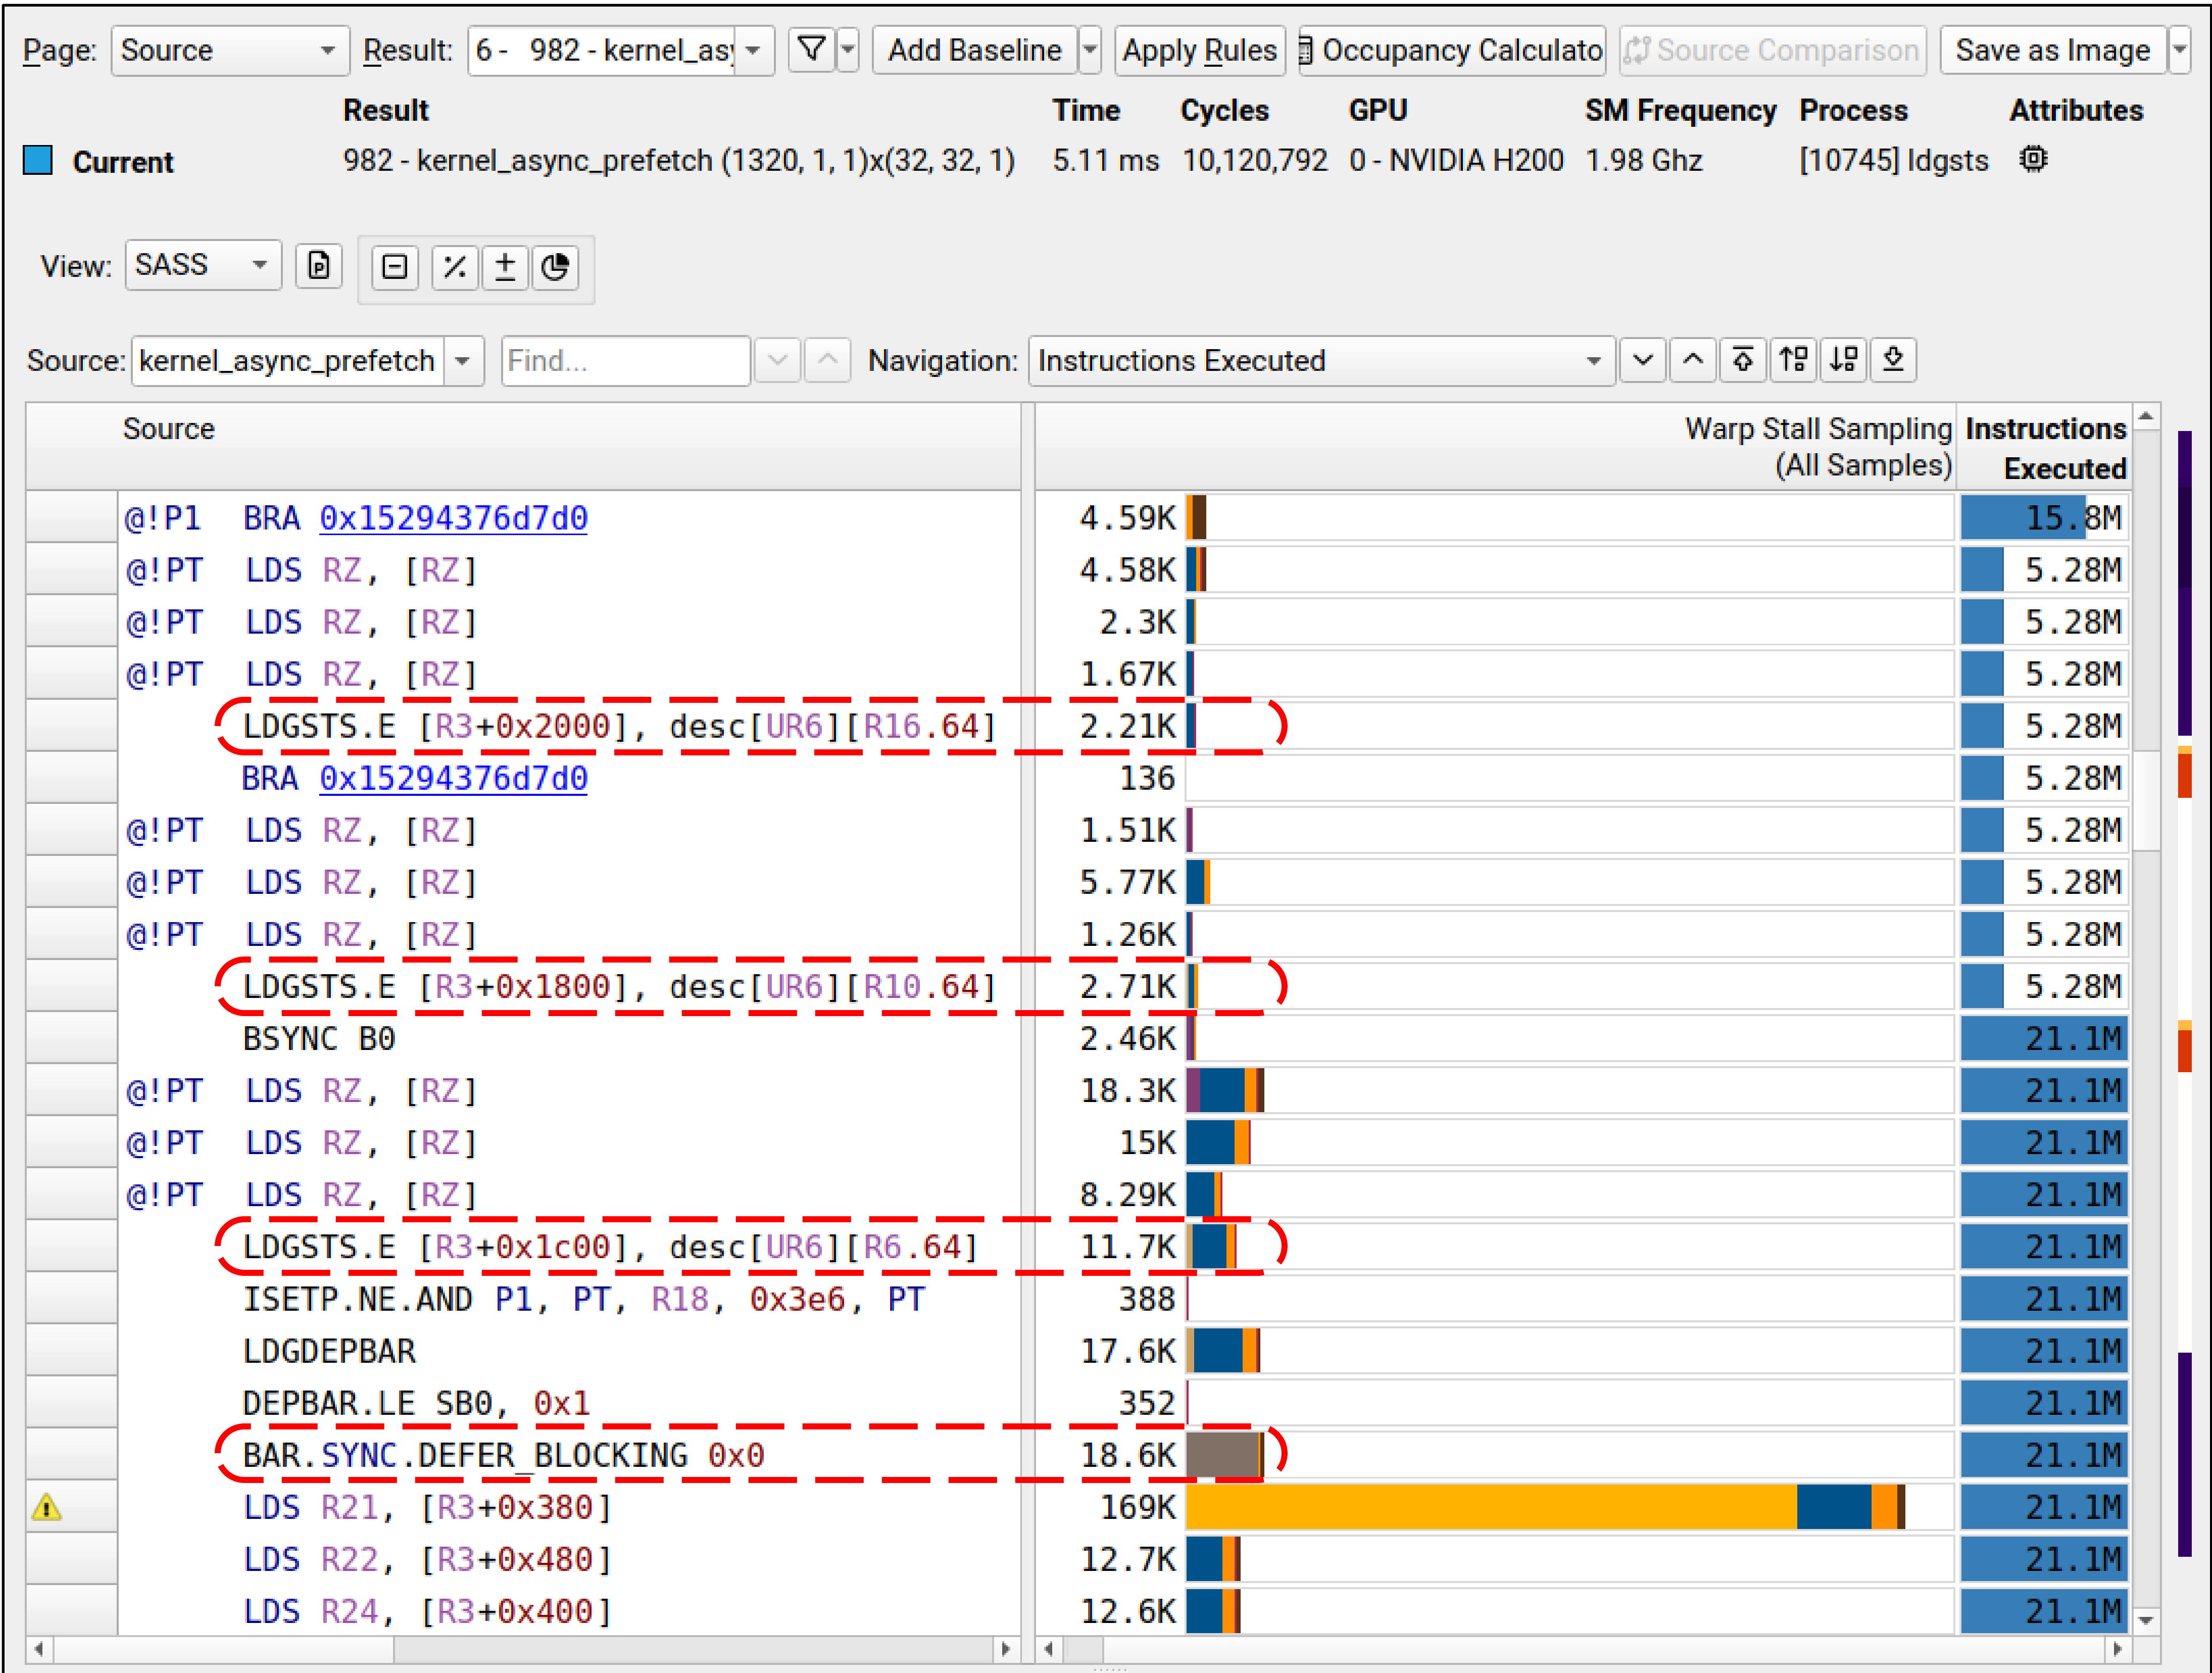 Page: Source Result: 6 - 982 - kernel_as Add Baseline Apply Rules Occupancy Calculato Source Comparison Save as Image
Result Time Cycles GPU SM Frequency Process Attributes
Current 982 - kernel_async_prefetch (1320, 1, 1)x(32, 32, 1) 5.11 ms 10,120,792 0 - NVIDIA H200 1.98 Ghz [10745] ldgsts
View: SASS
Source: kernel_async_prefetch Find... Navigation: Instructions Executed
Source Warp Stall Sampling Instructions
(All Samples) Executed
@!P1 BRA 0x15294376d7d0 4.59K 15.8M
@!PT LDS RZ, [RZ] 4.58K 5.28M
@!PT LDS RZ, [RZ] 2.3K 5.28M
@!PT LDS RZ, [RZ] 1.67K 5.28M
LDGSTS.E [R3+0x2000], desc[UR6][R16.64] 2.21K 5.28M
BRA 0x15294376d7d0 136 5.28M
@!PT LDS RZ, [RZ] 1.51K 5.28M
@!PT LDS RZ, [RZ] 5.77K 5.28M
@!PT LDS RZ, [RZ] 1.26K 5.28M
LDGSTS.E [R3+0x1800], desc[UR6][R10.64] 2.71K 5.28M
BSYNC B0 2.46K 21.1M
@!PT LDS RZ, [RZ] 18.3K 21.1M
@!PT LDS RZ, [RZ] 15K 21.1M
@!PT LDS RZ, [RZ] 8.29K 21.1M
LDGSTS.E [R3+0x1c00], desc[UR6][R6.64] 11.7K 21.1M
ISETP.NE.AND P1, PT, R18, 0x3e6, PT 388 21.1M
LDGDEPBAR 17.6K 21.1M
DEPBAR.LE SB0, 0x1 352 21.1M
BAR.SYNC.DEFER_BLOCKING 0x0 18.6K 21.1M
LDS R21, [R3+0x380] 169K 21.1M
LDS R22, [R3+0x480] 12.7K 21.1M
LDS R24, [R3+0x400] 12.6K 21.1M